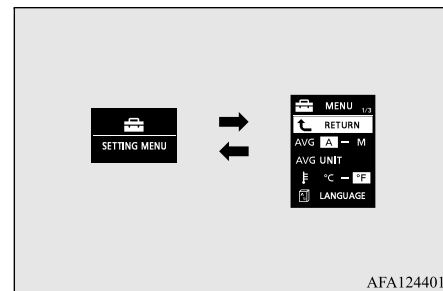 SETTING MENU
MENU 1/3
RETURN
AVG A – M
AVG UNIT
°C – °F
LANGUAGE
AFA124401